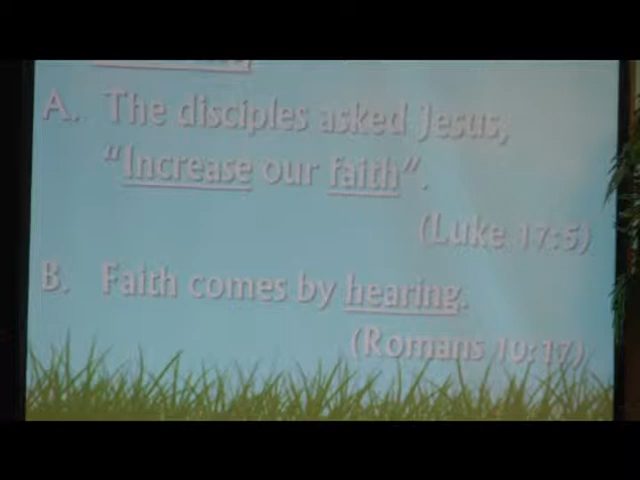 A. The disciples asked Jesus,
“Increase our faith”.
(Luke 17:5)
B. Faith comes by hearing.
(Romans 10:17)